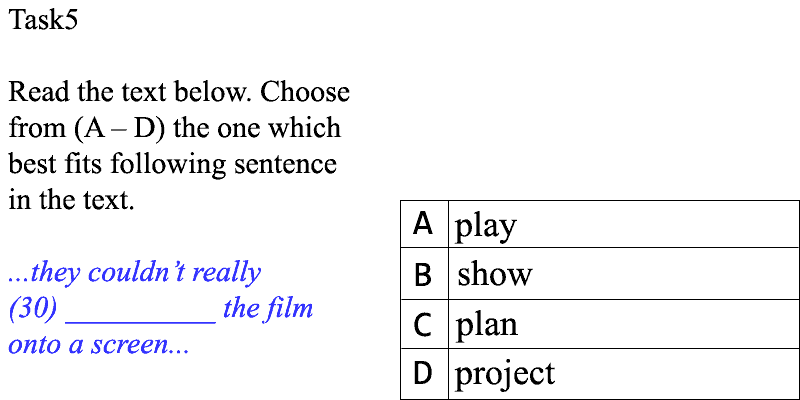 Task5
Read the text below. Choose
from (A – D) the one which
best fits following sentence
in the text.
...they couldn't really
(30) __________ the film
onto a screen...
A play
B show
C plan
D project